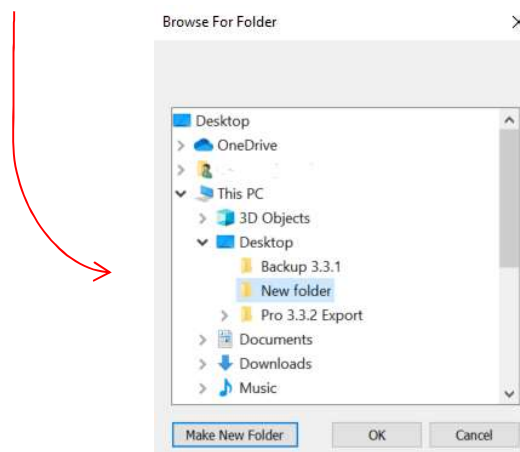 Browse For Folder
Desktop
OneDrive
This PC
3D Objects
Desktop
Backup 3.3.1
New folder
Pro 3.3.2 Export
Documents
Downloads
Music
Make New Folder
OK
Cancel